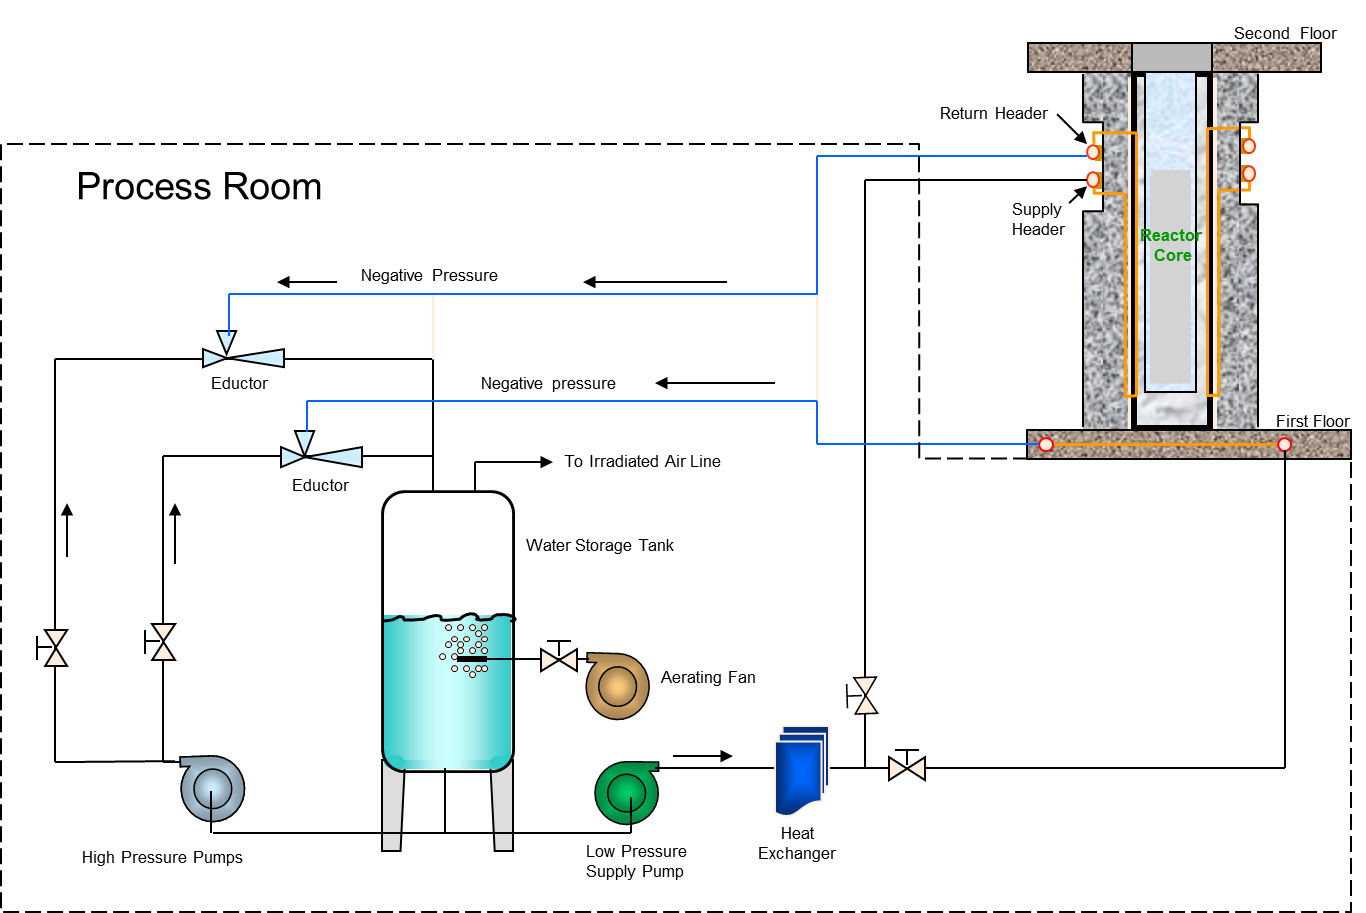 Second Floor
Return Header
Process Room
Supply
Header
Reactor
Core
Negative Pressure
Eductor
Negative pressure
First Floor
To Irradiated Air Line
Eductor
Water Storage Tank
Aerating Fan
Heat
Exchanger
High Pressure Pumps
Low Pressure
Supply Pump